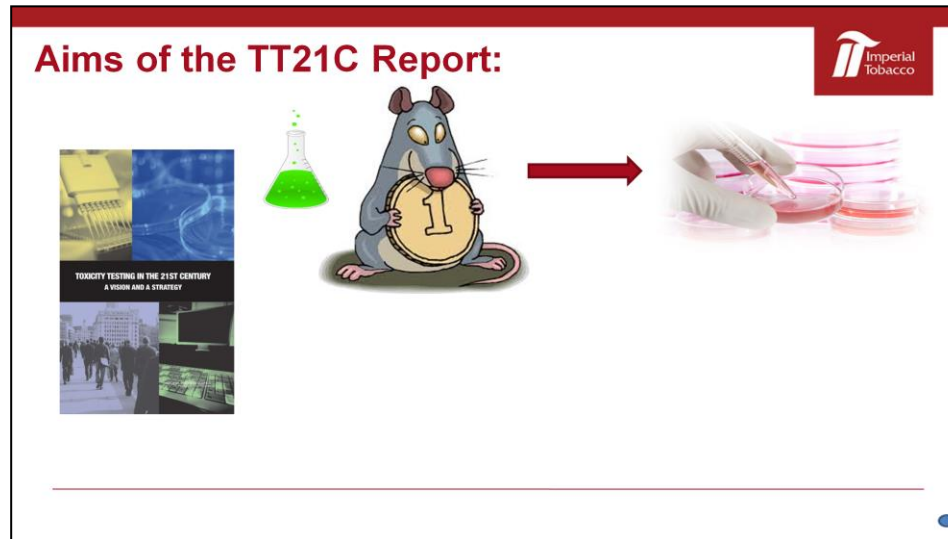 Aims of the TT21C Report:
Imperial
Tobacco
TOXICITY TESTING IN THE 21ST CENTURY
A VISION AND A STRATEGY
1